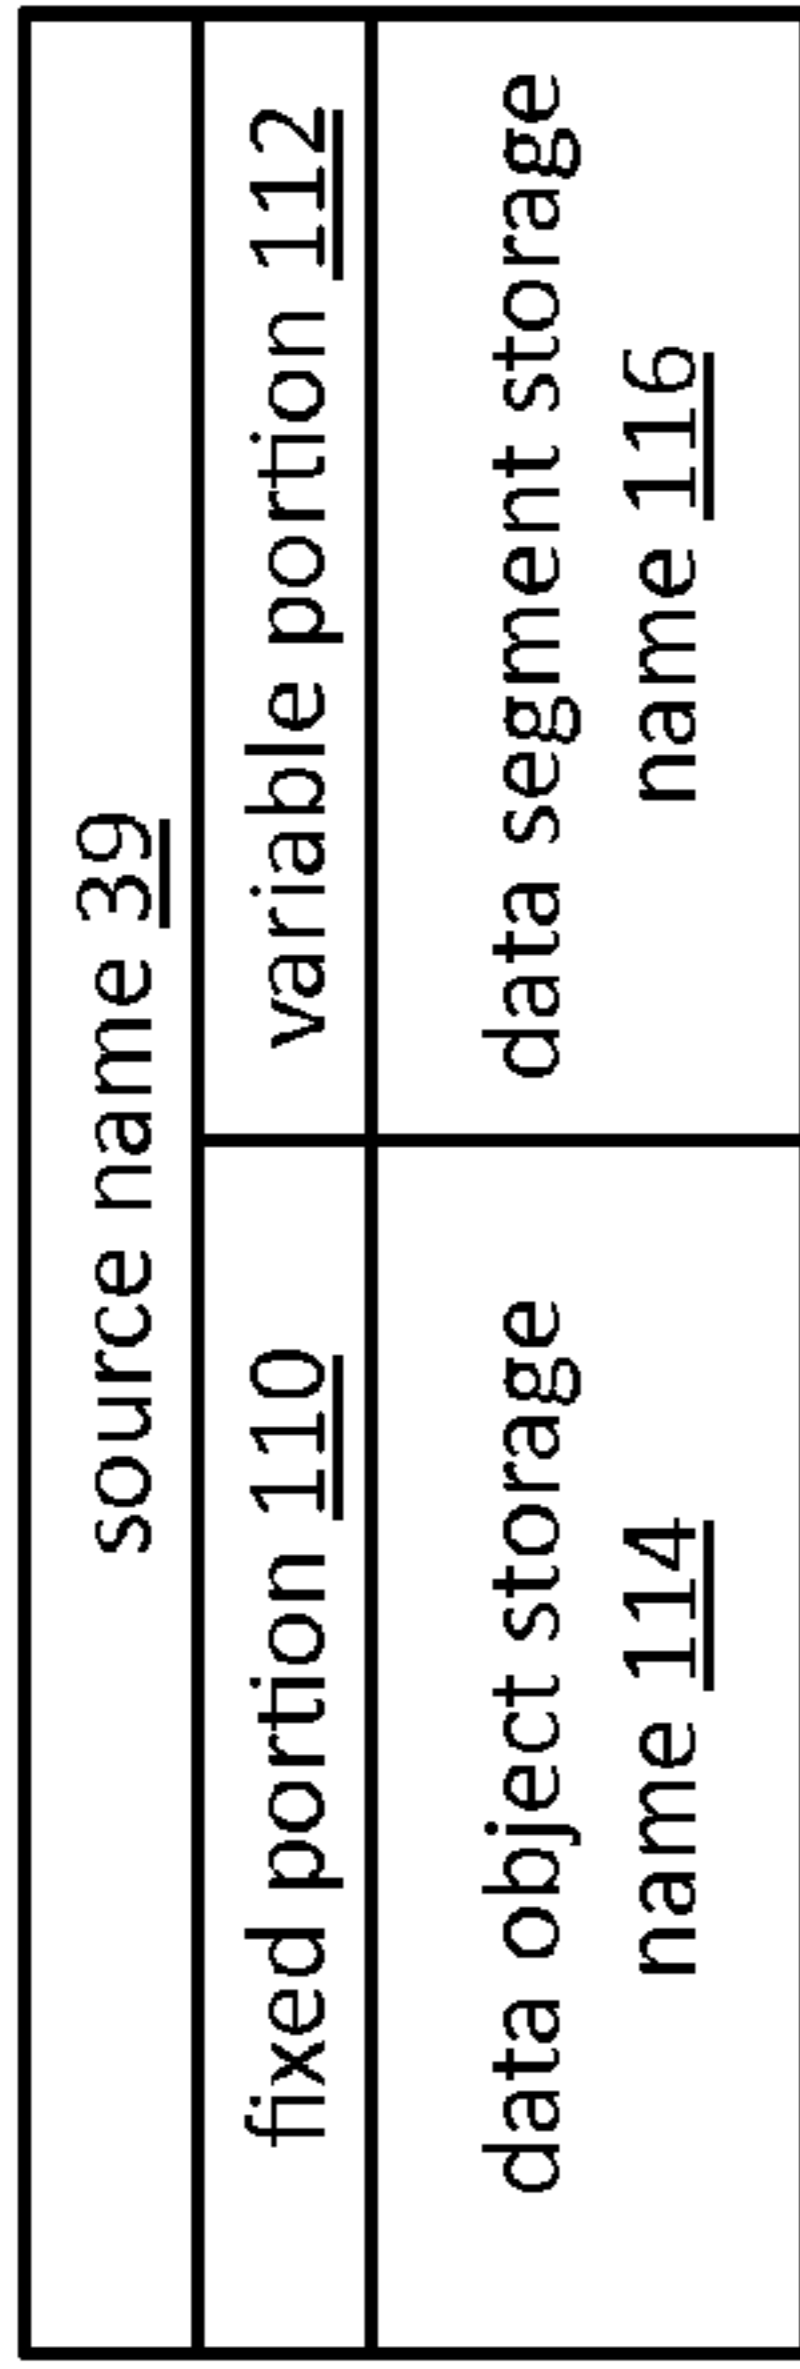 source name 39
fixed portion 110
variable portion 112
data object storage
name 114
data segment storage
name 116